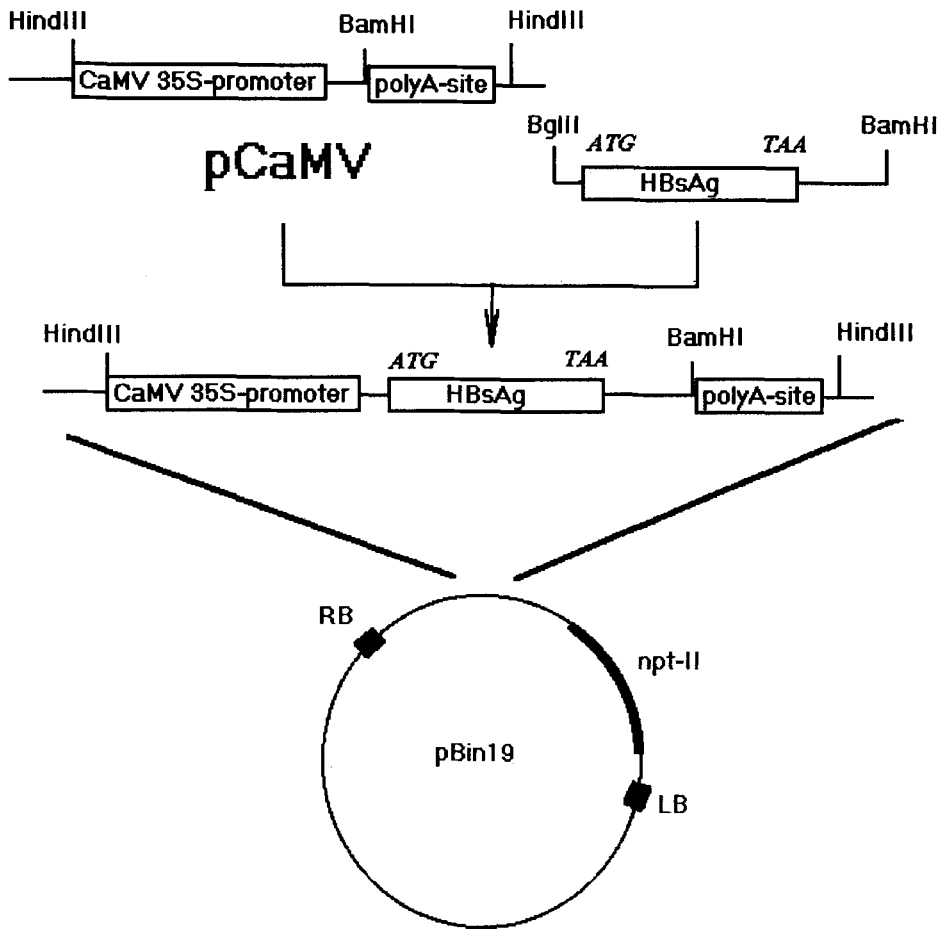 HindIII BamHI HindIII
CaMV 35S-promoter polyA-site
pCaMV
BglII ATG TAA BamHI
HBsAg
HindIII ATG TAA BamHI HindIII
CaMV 35S-promoter HBsAg polyA-site
RB
npt-II
pBin19
LB